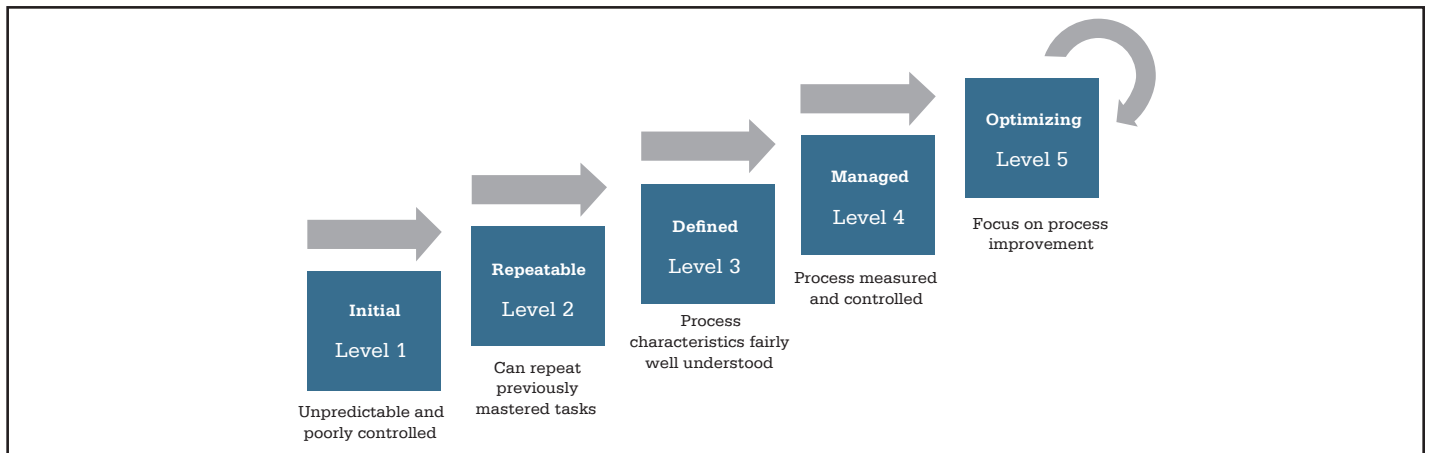 Initial
Level 1
Unpredictable and
poorly controlled
Repeatable
Level 2
Can repeat
previously
mastered tasks
Defined
Level 3
Process
characteristics fairly
well understood
Managed
Level 4
Process measured
and controlled
Optimizing
Level 5
Focus on process
improvement